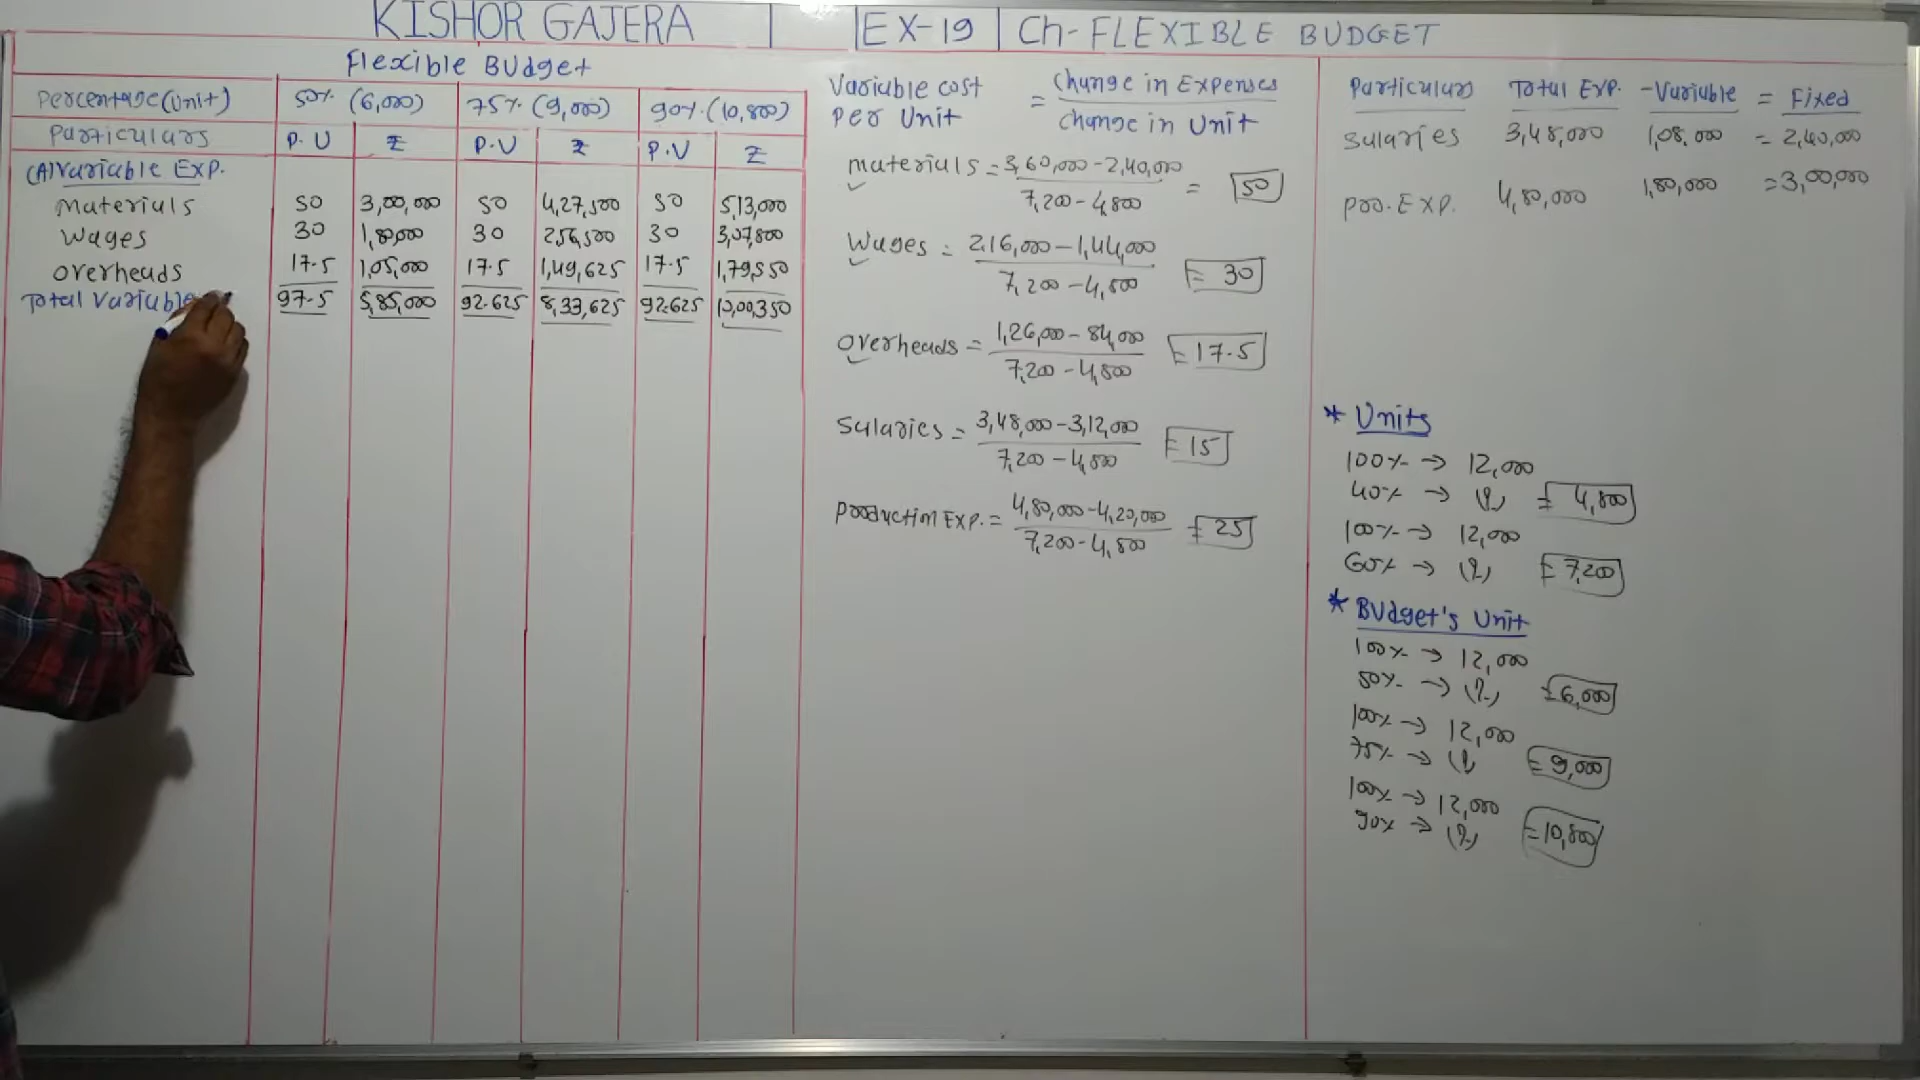 KISHOR GAJERA EX-19 Ch- FLEXIBLE BUDGET
Flexible Budget
Percentage(Unit) 50% (6,000) 75% (9,000) 90% (10,800)
Particulars P.U ₹ P.U ₹ P.U ₹
(A)Variable Exp.
Materials 50 3,00,000 50 4,27,500 50 5,13,000
Wages 30 1,80,000 30 2,56,500 30 3,07,800
Overheads 17.5 1,05,000 17.5 1,49,625 17.5 1,79,550
Total Variable 97.5 5,85,000 92.625 8,33,625 92.625 10,00,350
Variable cost Per Unit = Change in Expenses
change in Unit
Materials = 3,60,000 - 2,40,000 = 50
7,200 - 4,800
Wages = 2,16,000 - 1,44,000 = 30
7,200 - 4,800
Overheads = 1,26,000 - 84,000 = 17.5
7,200 - 4,800
Salaries = 3,48,000 - 3,12,000 = 15
7,200 - 4,800
Production Exp. = 4,80,000 - 4,20,000 = 25
7,200 - 4,800
Particulars Total Exp. - Variable = Fixed
Salaries 3,48,000 1,08,000 = 2,40,000
Pro. Exp. 4,80,000 1,80,000 = 3,00,000
* Units
100% → 12,000
40% → (?) = 4,800
100% → 12,000
60% → (?) = 7,200
* Budget's Unit
100% → 12,000
50% → (?) = 6,000
100% → 12,000
75% → (?) = 9,000
100% → 12,000
90% → (?) = 10,800